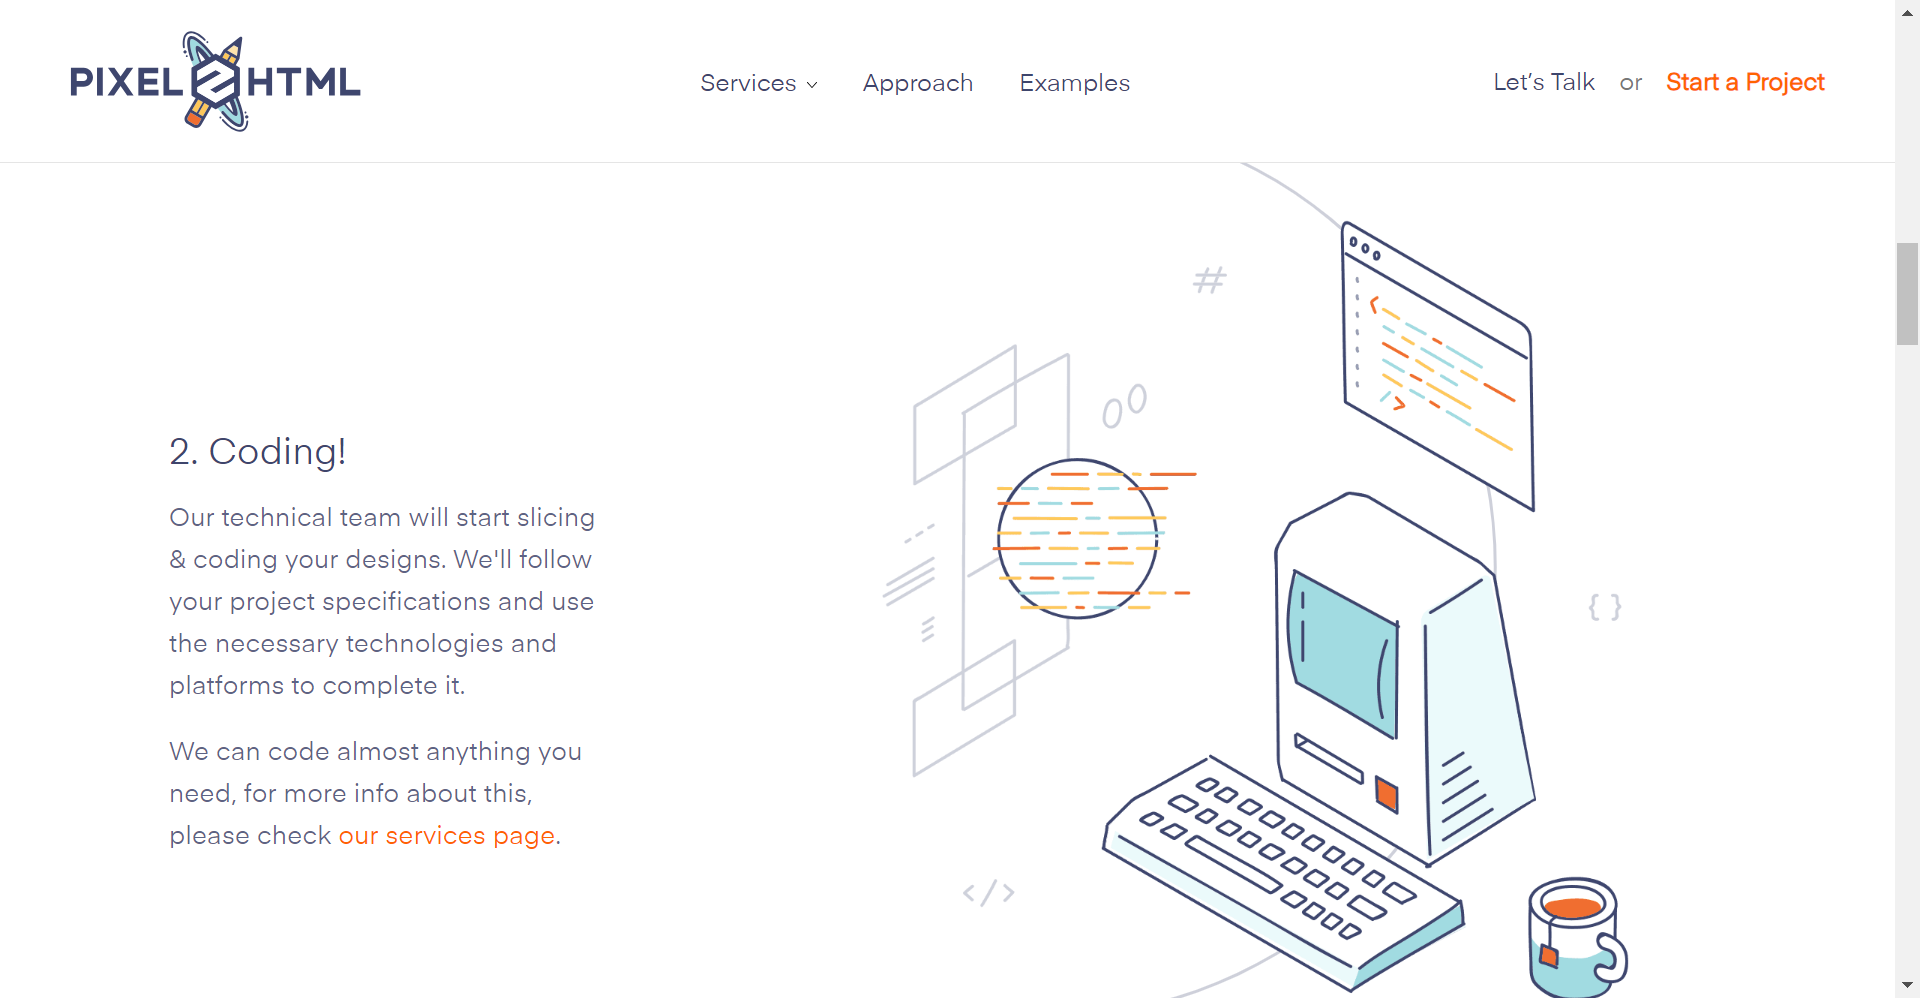 PIXEL2HTML
Services
Approach
Examples
Let's Talk or Start a Project
#
00
{ }
</>
2. Coding!
Our technical team will start slicing
& coding your designs. We'll follow
your project specifications and use
the necessary technologies and
platforms to complete it.
We can code almost anything you
need, for more info about this,
please check our services page.